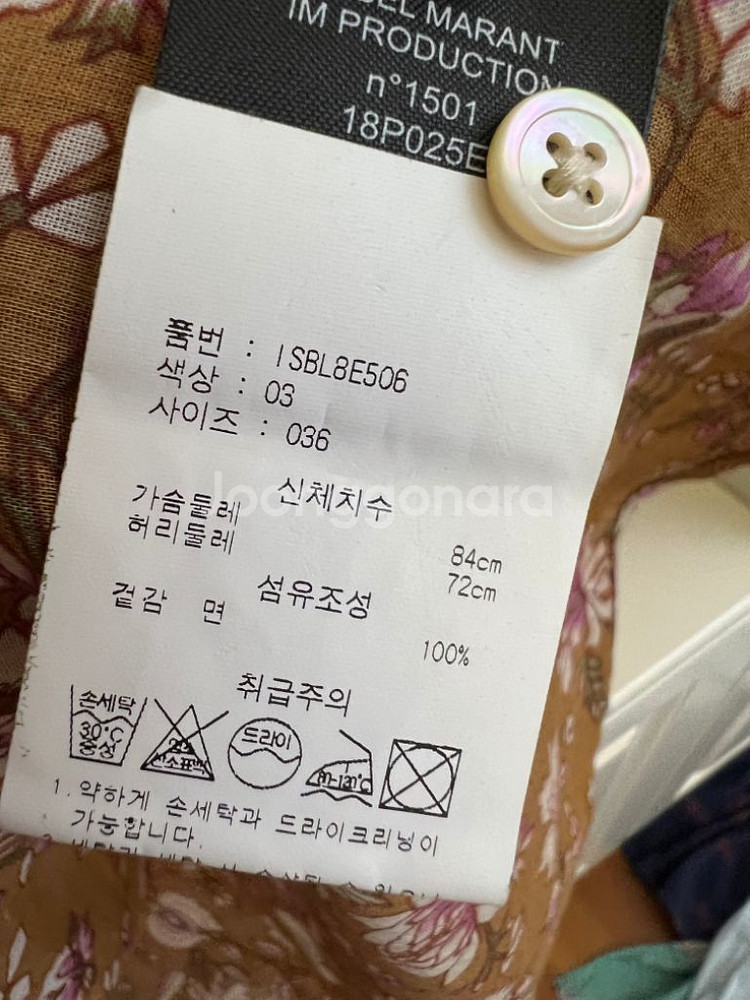 MARANT
IM PRODUCTION
n°1501
18P025E
품번 : ISBL8E506
색상 : 03
사이즈 : 036
신체치수
가슴둘레 84cm
허리둘레 72cm
섬유조성
겉감 면 100%
취급주의
손세탁
30°C
중성
드라이
1. 약하게 손세탁과 드라이크리닝이
가능합니다.
joonggonara